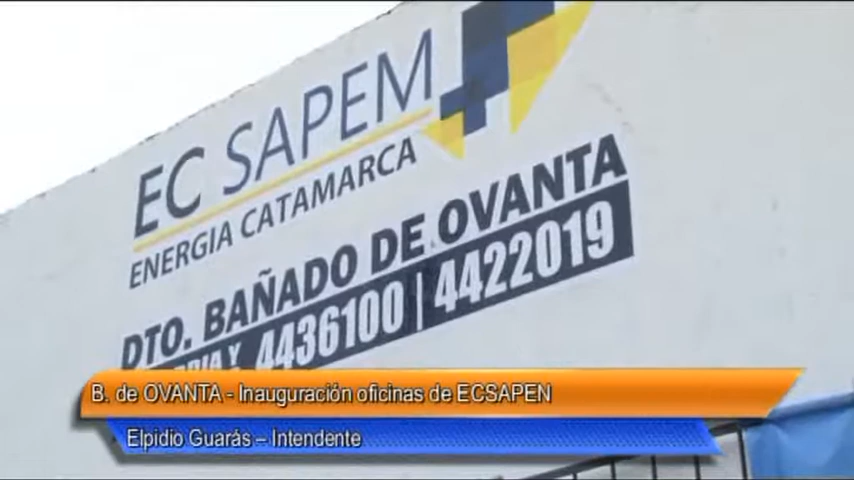 EC SAPEM
ENERGIA CATAMARCA
DTO. BAÑADO DE OVANTA
4436100 | 4422019
B. de OVANTA - Inauguración oficinas de ECSAPEN
Elpidio Guarás – Intendente